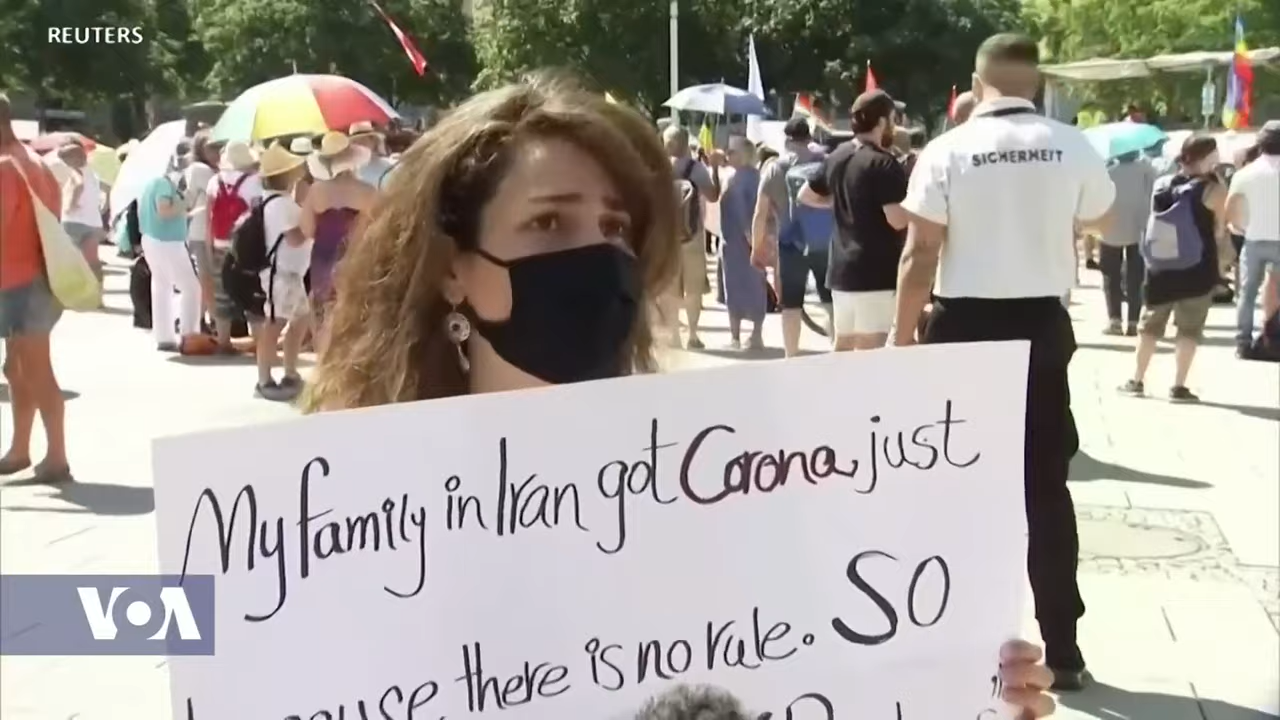 REUTERS
SICHERHEIT
My family in Iran got Corona just
there is no rule. SO
VOA